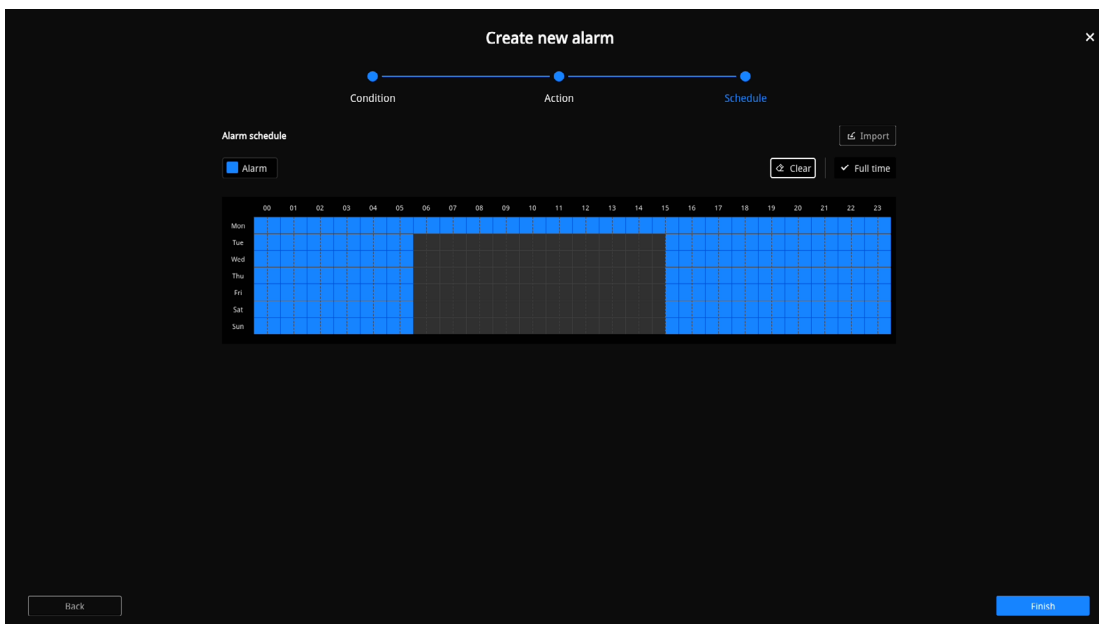 Create new alarm
Condition Action Schedule
Alarm schedule Import
Alarm Clear Full time
00 01 02 03 04 05 06 07 08 09 10 11 12 13 14 15 16 17 18 19 20 21 22 23
Mon
Tue
Wed
Thu
Fri
Sat
Sun
Back Finish